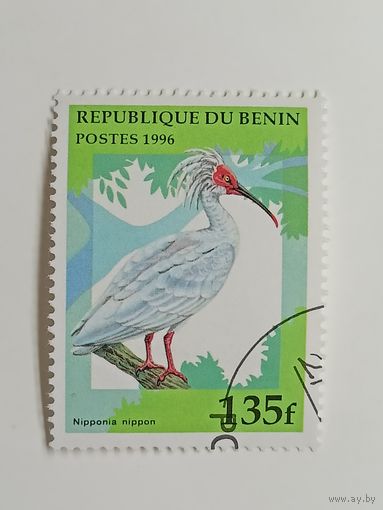 REPUBLIQUE DU BENIN
POSTES 1996
Nipponia nippon
135f
www.ay.by